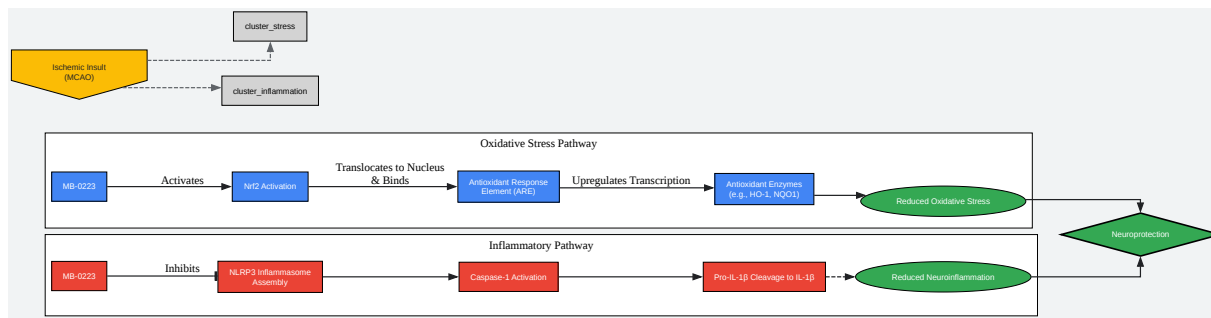 cluster_stress
Ischemic Insult
(MCAO)
cluster_inflammation
Oxidative Stress Pathway
MB-0223
Activates
Nrf2 Activation
Translocates to Nucleus
& Binds
Antioxidant Response
Element (ARE)
Upregulates Transcription
Antioxidant Enzymes
(e.g., HO-1, NQO1)
Reduced Oxidative Stress
Neuroprotection
Inflammatory Pathway
MB-0223
Inhibits
NLRP3 Inflammasome
Assembly
Caspase-1 Activation
Pro-IL-1β Cleavage to IL-1β
Reduced Neuroinflammation